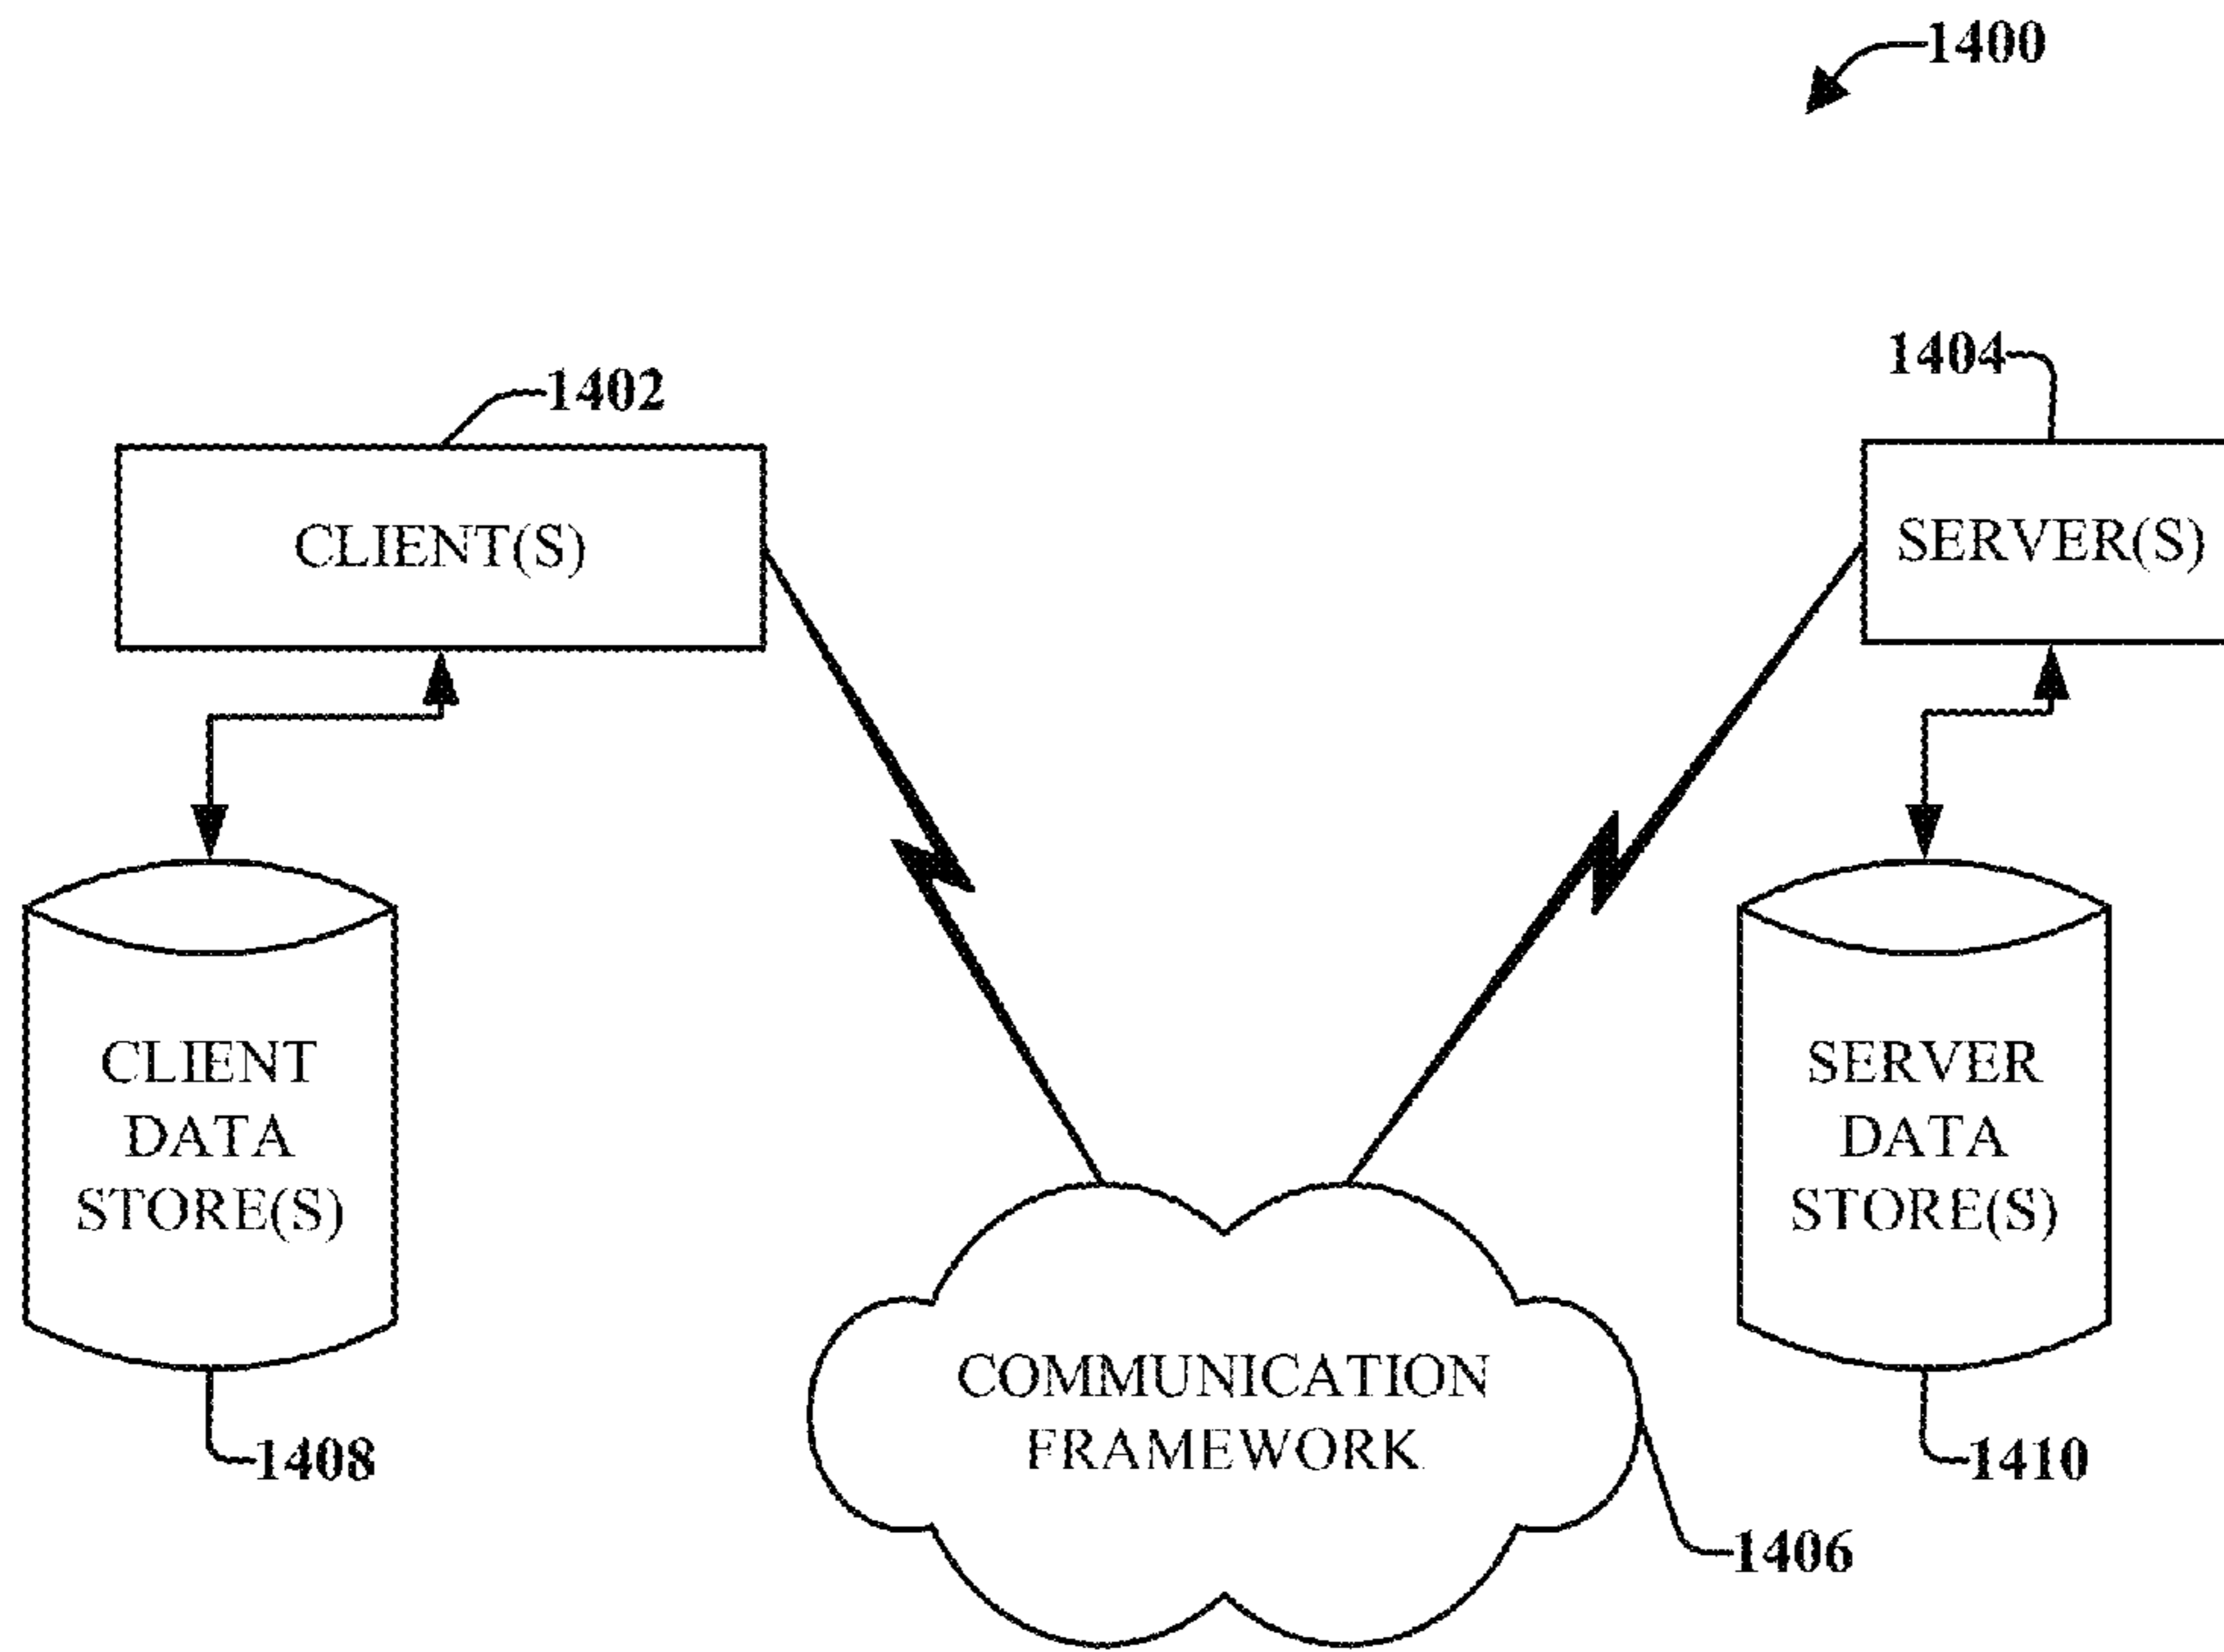 1400
1402
1404
CLIENT(S)
SERVER(S)
CLIENT
DATA
STORE(S)
SERVER
DATA
STORE(S)
COMMUNICATION
FRAMEWORK
1408
1410
1406